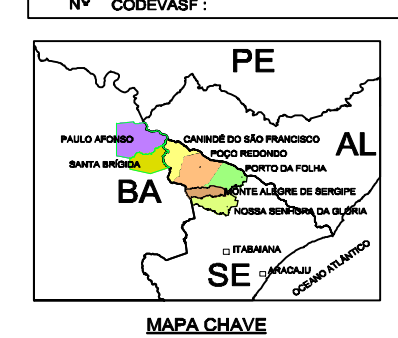 Nº CODEVASF :
PE
PAULO AFONSO
CANINDÉ DO SÃO FRANCISCO
AL
POÇO REDONDO
SANTA BRÍGIDA
PORTO DA FOLHA
BA
MONTE ALEGRE DE SERGIPE
NOSSA SENHORA DA GLÓRIA
ITABAIANA
SE
ARACAJU
OCEANO ATLÂNTICO
MAPA CHAVE